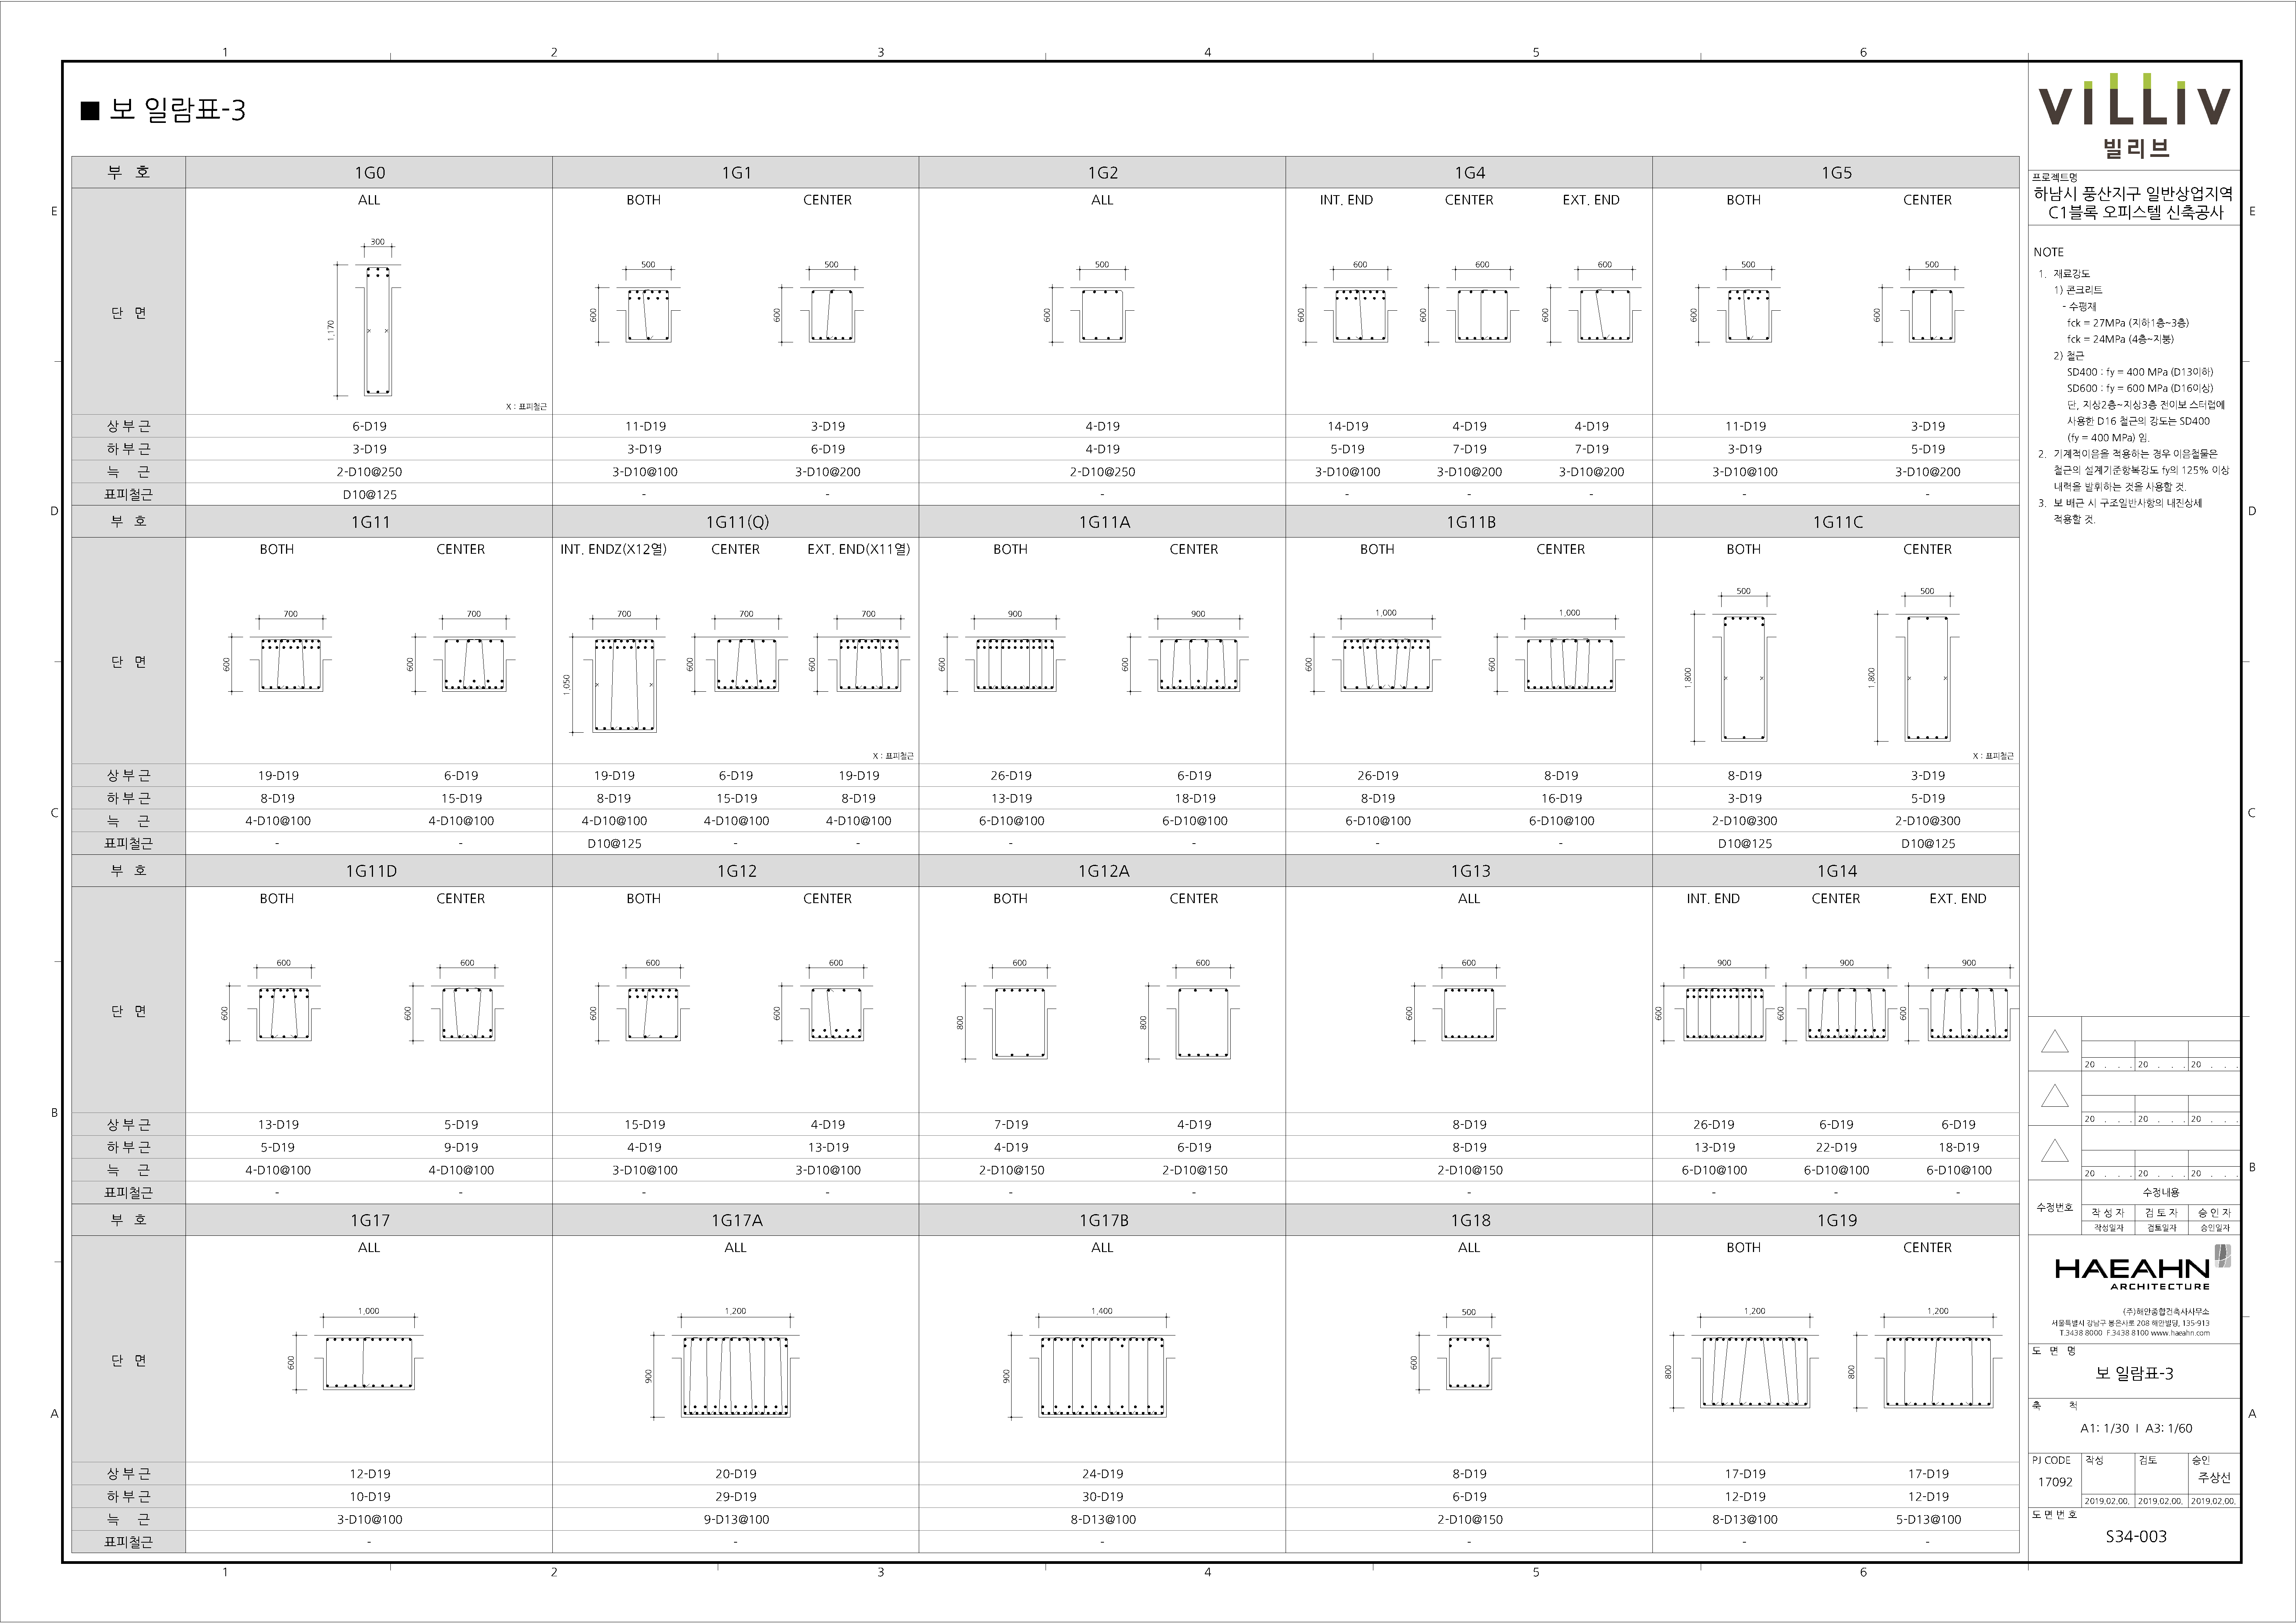 1 2 3 4 5 6
■ 보 일람표-3
부 호 1G0 1G1 1G2 1G4 1G5
ALL BOTH CENTER ALL INT. END CENTER EXT. END BOTH CENTER
단 면
300 500 500 500 600 600 600 500 500
1,170 600 600 600 600 600 600 600 600
X : 표피철근
상 부 근 6-D19 11-D19 3-D19 4-D19 14-D19 4-D19 4-D19 11-D19 3-D19
하 부 근 3-D19 3-D19 6-D19 4-D19 5-D19 7-D19 7-D19 3-D19 5-D19
늑 근 2-D10@250 3-D10@100 3-D10@200 2-D10@250 3-D10@100 3-D10@200 3-D10@200 3-D10@100 3-D10@200
표피철근 D10@125 - - - - - - - -
부 호 1G11 1G11(Q) 1G11A 1G11B 1G11C
BOTH CENTER INT. ENDZ(X12열) CENTER EXT. END(X11열) BOTH CENTER BOTH CENTER BOTH CENTER
단 면
700 700 700 700 700 900 900 1,000 1,000 500 500
600 600 1,050 600 600 600 600 600 600 1,800 1,800
X : 표피철근 X : 표피철근
상 부 근 19-D19 6-D19 19-D19 6-D19 19-D19 26-D19 6-D19 26-D19 8-D19 8-D19 3-D19
하 부 근 8-D19 15-D19 8-D19 15-D19 8-D19 13-D19 18-D19 8-D19 16-D19 3-D19 5-D19
늑 근 4-D10@100 4-D10@100 4-D10@100 4-D10@100 4-D10@100 6-D10@100 6-D10@100 6-D10@100 6-D10@100 2-D10@300 2-D10@300
표피철근 - - D10@125 - - - - - - D10@125 D10@125
부 호 1G11D 1G12 1G12A 1G13 1G14
BOTH CENTER BOTH CENTER BOTH CENTER ALL INT. END CENTER EXT. END
단 면
600 600 600 600 600 600 600 900 900 900
600 600 600 600 800 800 600 600 600 600
상 부 근 13-D19 5-D19 15-D19 4-D19 7-D19 4-D19 8-D19 26-D19 6-D19 6-D19
하 부 근 5-D19 9-D19 4-D19 13-D19 4-D19 6-D19 8-D19 13-D19 22-D19 18-D19
늑 근 4-D10@100 4-D10@100 3-D10@100 3-D10@100 2-D10@150 2-D10@150 2-D10@150 6-D10@100 6-D10@100 6-D10@100
표피철근 - - - - - - - - - -
부 호 1G17 1G17A 1G17B 1G18 1G19
ALL ALL ALL ALL BOTH CENTER
단 면
1,000 1,200 1,400 500 1,200 1,200
600 900 900 600 800 800
상 부 근 12-D19 20-D19 24-D19 8-D19 17-D19 17-D19
하 부 근 10-D19 29-D19 30-D19 6-D19 12-D19 12-D19
늑 근 3-D10@100 9-D13@100 8-D13@100 2-D10@150 8-D13@100 5-D13@100
표피철근 - - - - - -
1 2 3 4 5 6
E
D
C
B
A
E
D
C
B
A
VILLIV
빌리브
프로젝트명
하남시 풍산지구 일반상업지역
C1블록 오피스텔 신축공사
NOTE
1. 재료강도
1) 콘크리트
- 수평재
fck = 27MPa (지하1층~3층)
fck = 24MPa (4층~지붕)
2) 철근
SD400 : fy = 400 MPa (D13이하)
SD600 : fy = 600 MPa (D16이상)
단, 지상2층~지상3층 전이보 스터럽에
사용한 D16 철근의 강도는 SD400
(fy = 400 MPa) 임.
2. 기계적이음을 적용하는 경우 이음철물은
철근의 설계기준항복강도 fy의 125% 이상
내력을 발휘하는 것을 사용할 것.
3. 보 배근 시 구조일반사항의 내진상세
적용할 것.
20 . . . 20 . . . 20 . . .
20 . . . 20 . . . 20 . . .
20 . . . 20 . . . 20 . . .
수정번호 수정내용
작 성 자 검 토 자 승 인 자
작성일자 검토일자 승인일자
HAEAHN
ARCHITECTURE
(주)해안종합건축사사무소
서울특별시 강남구 봉은사로 208 해안빌딩, 135-913
T.3438 8000 F.3438 8100 www.haeahn.com
도 면 명
보 일람표-3
축 척
A1: 1/30 I A3: 1/60
PJ CODE 작성 검토 승인
17092 주상선
2019.02.00. 2019.02.00. 2019.02.00.
도 면 번 호
S34-003